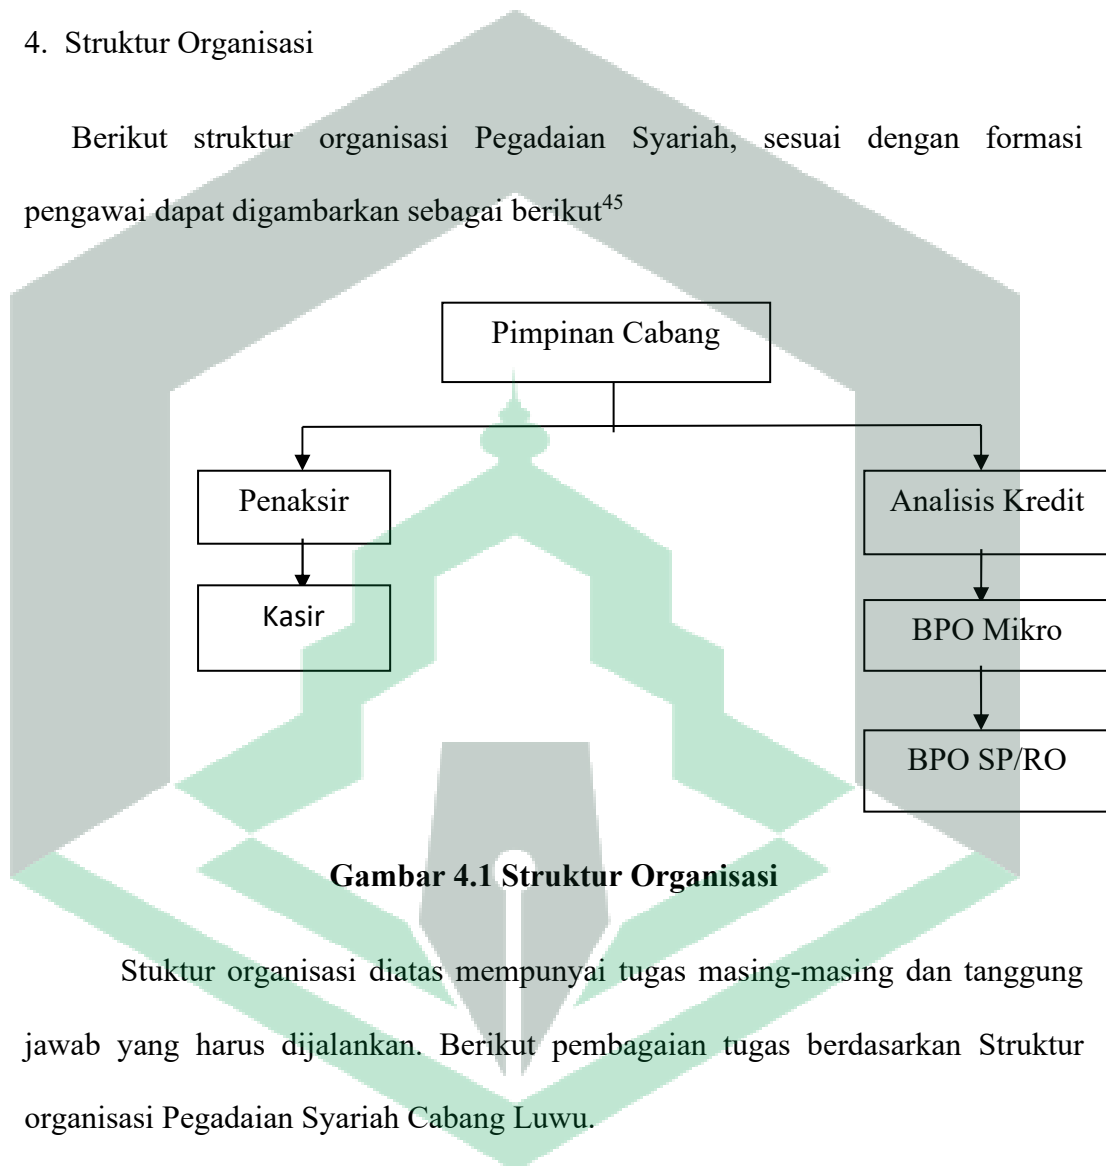 4. Struktur Organisasi
Berikut struktur organisasi Pegadaian Syariah, sesuai dengan formasi
pengawai dapat digambarkan sebagai berikut45
Pimpinan Cabang
Penaksir
Analisis Kredit
Kasir
BPO Mikro
BPO SP/RO
Gambar 4.1 Struktur Organisasi
Stuktur organisasi diatas mempunyai tugas masing-masing dan tanggung
jawab yang harus dijalankan. Berikut pembagaian tugas berdasarkan Struktur
organisasi Pegadaian Syariah Cabang Luwu.